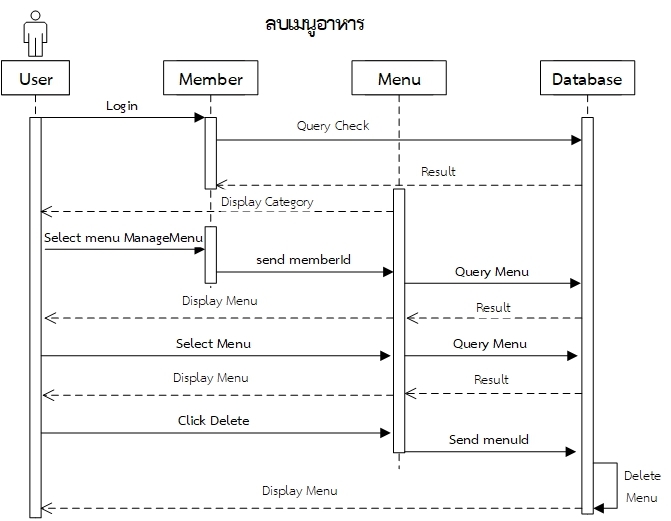 ลบเมนูอาหาร
User
Member
Menu
Database
Login
Query Check
Result
Display Category
Select menu ManageMenu
send memberId
Query Menu
Display Menu
Result
Select Menu
Query Menu
Display Menu
Result
Click Delete
Send menuId
Delete
Menu
Display Menu